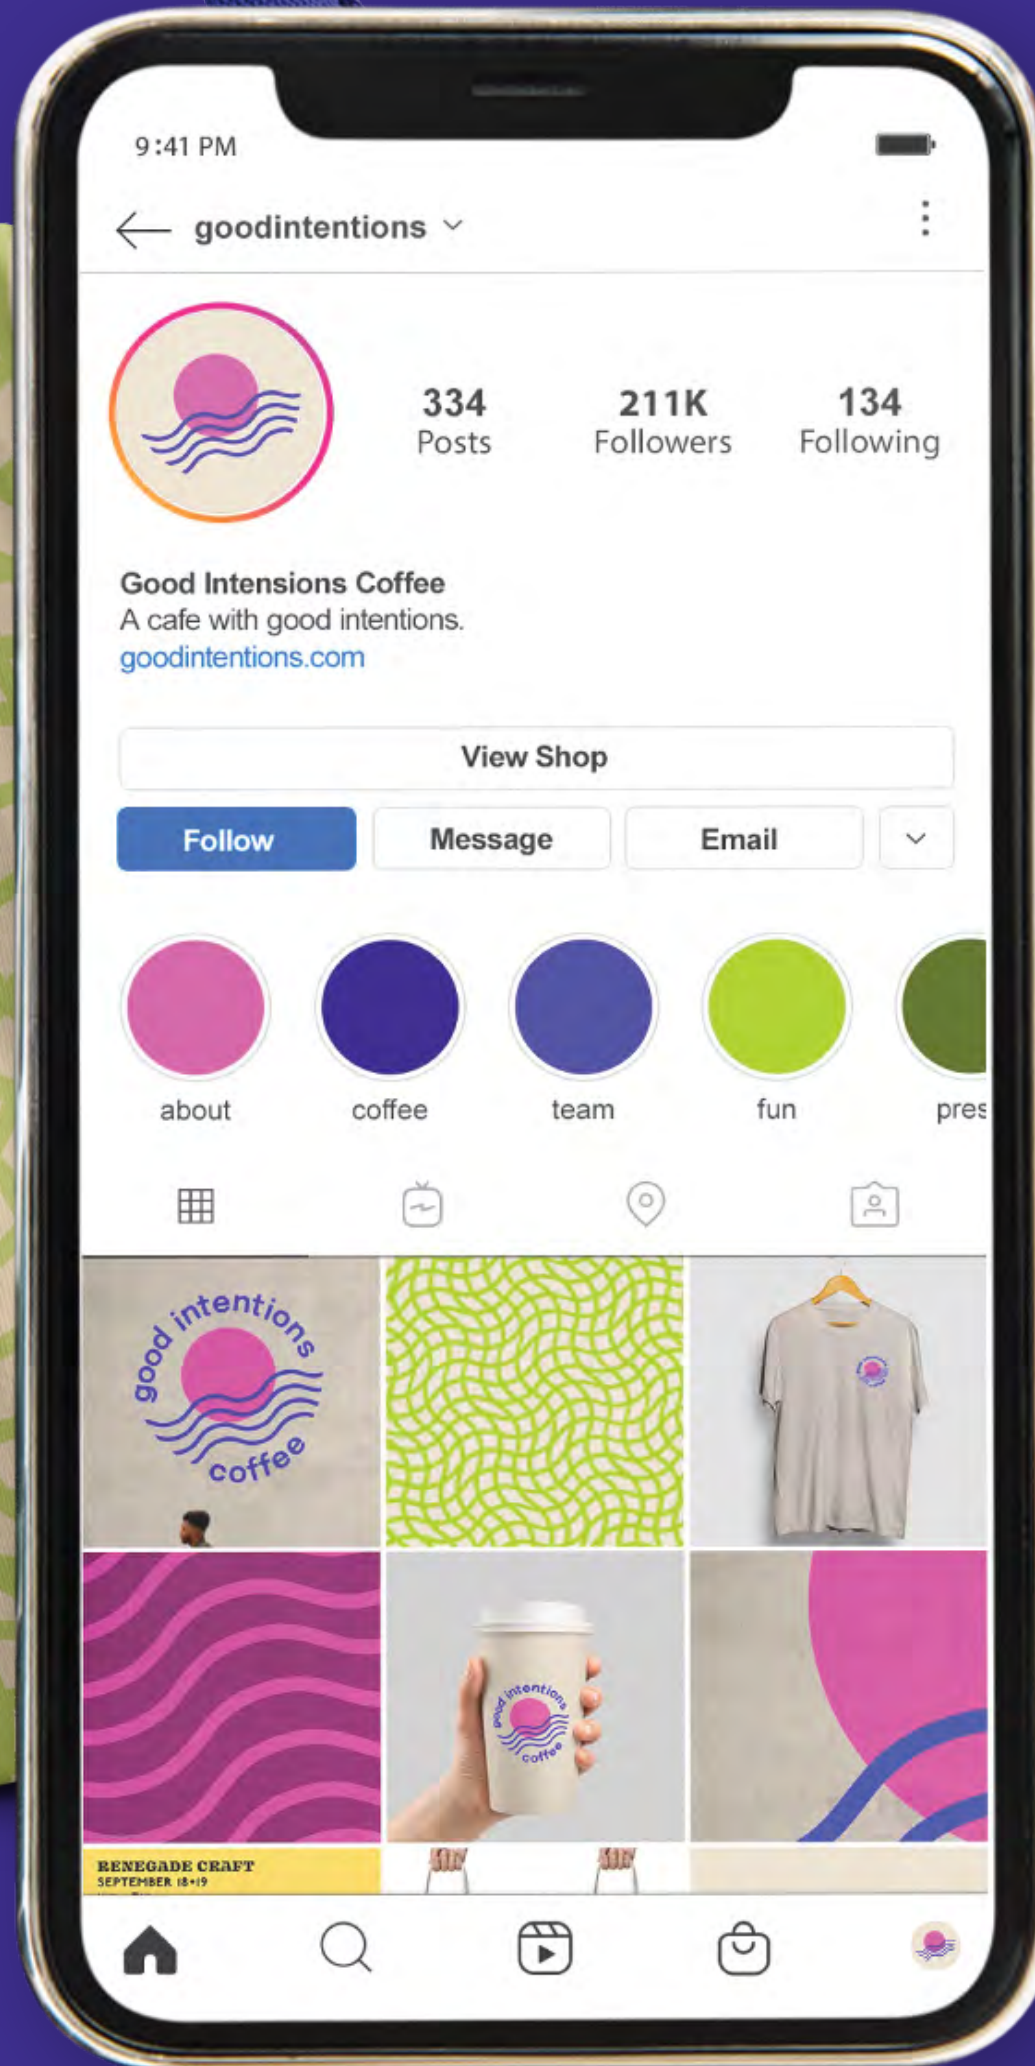 9:41 PM
goodintentions
334
Posts
211K
Followers
134
Following
Good Intensions Coffee
A cafe with good intentions.
goodintentions.com
View Shop
Follow
Message
Email
about
coffee
team
fun
pres
good intentions
coffee
good intentions
coffee
RENEGADE CRAFT
SEPTEMBER 18+19